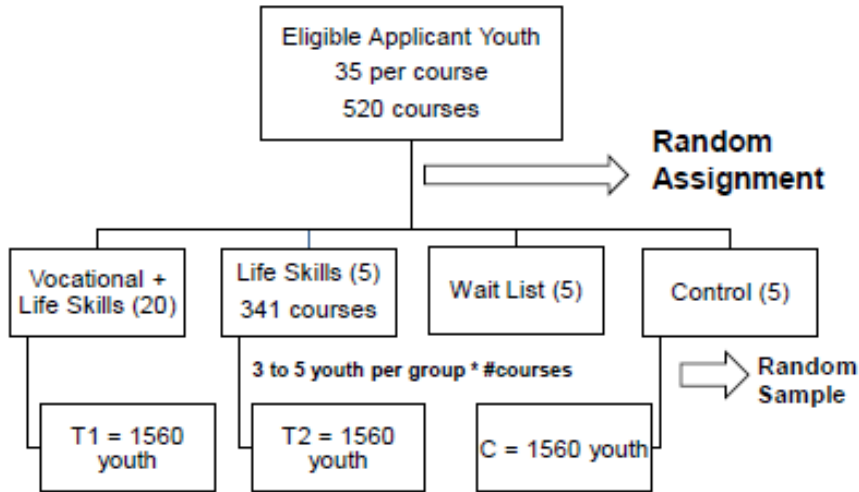 Eligible Applicant Youth
35 per course
520 courses
Random
Assignment
Vocational +
Life Skills (20)
Life Skills (5)
341 courses
Wait List (5)
Control (5)
3 to 5 youth per group * #courses
Random
Sample
T1 = 1560
youth
T2 = 1560
youth
C = 1560 youth